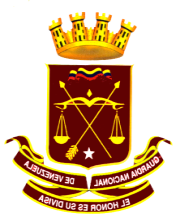 GUARDIA NACIONAL
DE VENEZUELA
EL HONOR ES SU DIVISA